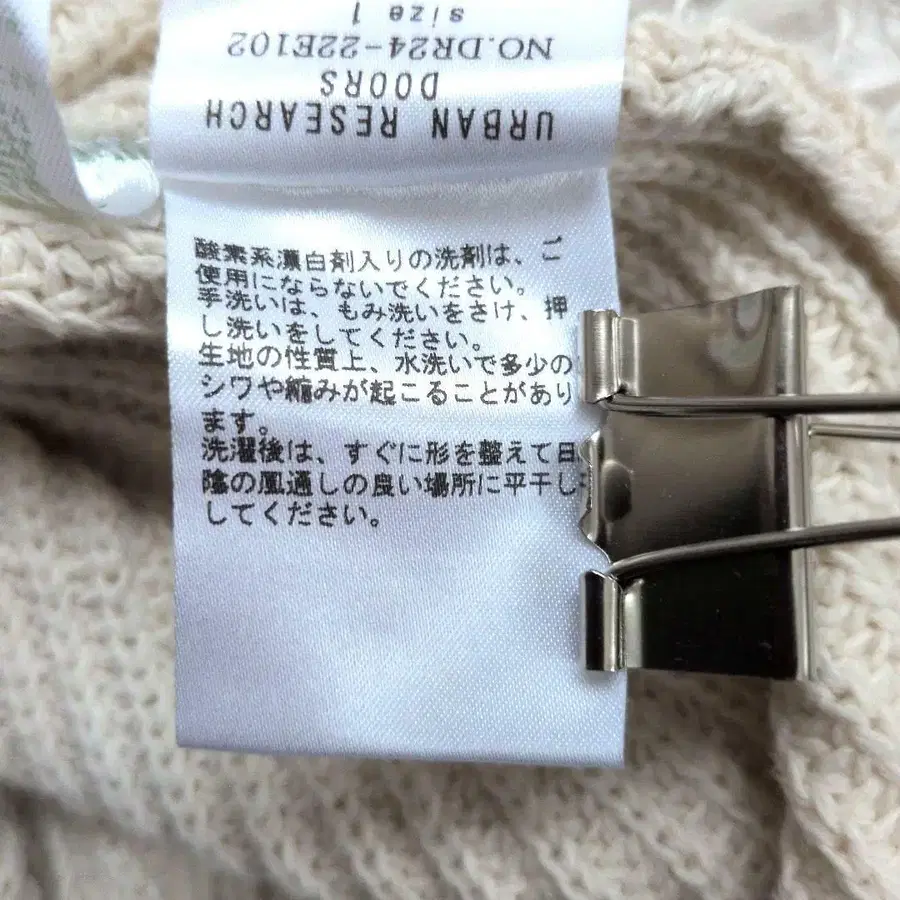 URBAN RESEARCH
DOORS
NO.DR24-22E102
size 1
酸素系漂白剤入りの洗剤は、ご
使用にならないでください。
手洗いは、もみ洗いをさけ、押
し洗いをしてください。
生地の性質上、水洗いで多少の
シワや縮みが起こることがあり
ます。
洗濯後は、すぐに形を整えて日
陰の風通しの良い場所に平干し
してください。